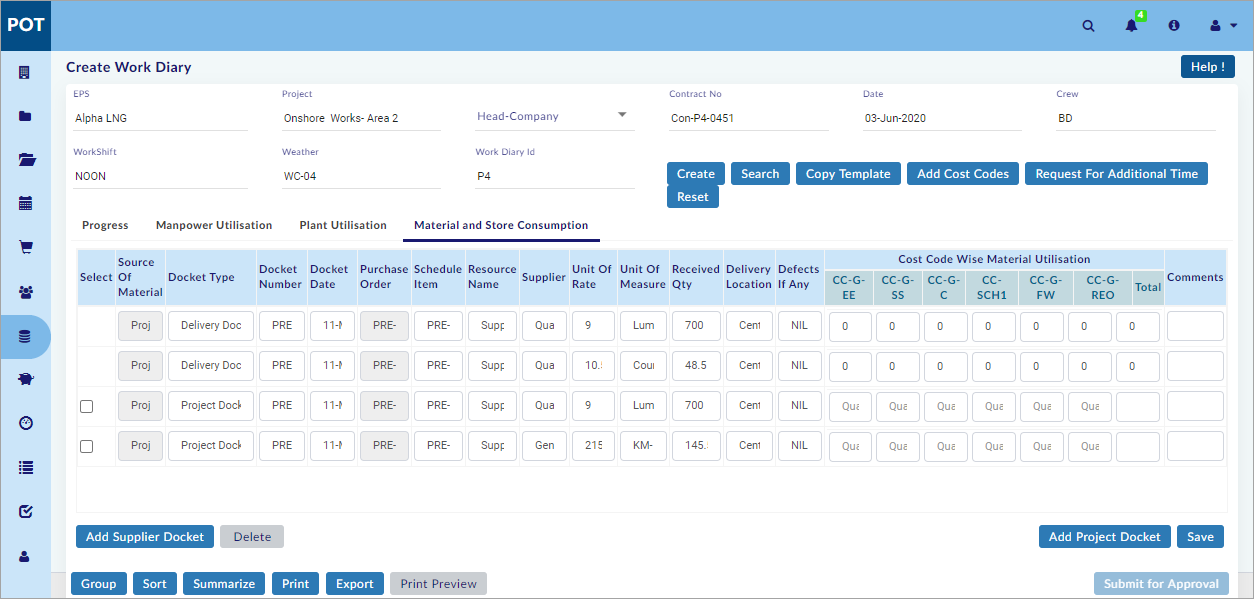 POT
4
Create Work Diary
Help !
EPS Project Contract No Date Crew
Alpha LNG Onshore Works- Area 2 Head-Company Con-P4-0451 03-Jun-2020 BD
WorkShift Weather Work Diary Id
NOON WC-04 P4
Create Search Copy Template Add Cost Codes Request For Additional Time
Reset
Progress Manpower Utilisation Plant Utilisation Material and Store Consumption
Select Source Of Material Docket Type Docket Number Docket Date Purchase Order Schedule Item Resource Name Supplier Unit Of Rate Unit Of Measure Received Qty Delivery Location Defects If Any Cost Code Wise Material Utilisation Comments
CC-G-EE CC-G-SS CC-G-C CC-SCH1 CC-G-FW CC-G-REO Total
Proj Delivery Doc PRE 11-M PRE- PRE- Supp Qua 9 Lum 700 Cent NIL 0 0 0 0 0 0 0
Proj Delivery Doc PRE 11-M PRE- PRE- Supp Qua 10. Cour 48.5 Cent NIL 0 0 0 0 0 0 0
Proj Project Dock PRE 11-M PRE- PRE- Supp Qua 9 Lum 700 Cent NIL Qua Qua Qua Qua Qua Qua
Proj Project Dock PRE 11-M PRE- PRE- Supp Gen 215 KM- 145. Cent NIL Qua Qua Qua Qua Qua Qua
Add Supplier Docket Delete Add Project Docket Save
Group Sort Summarize Print Export Print Preview Submit for Approval